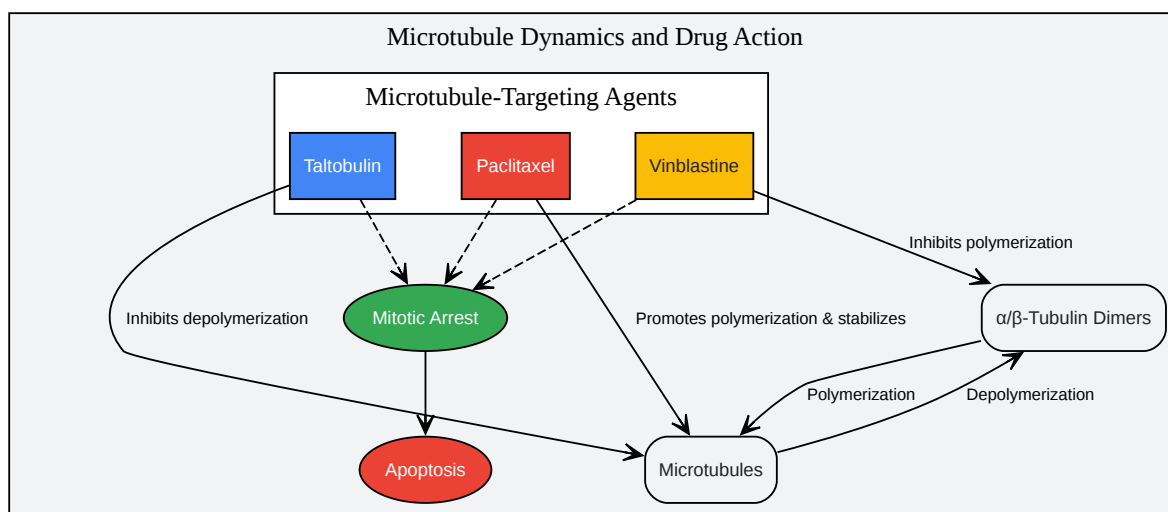 Microtubule Dynamics and Drug Action
Microtubule-Targeting Agents
Taltobulin
Paclitaxel
Vinblastine
Inhibits polymerization
Inhibits depolymerization
Mitotic Arrest
Promotes polymerization & stabilizes
α/β-Tubulin Dimers
Polymerization
Depolymerization
Apoptosis
Microtubules